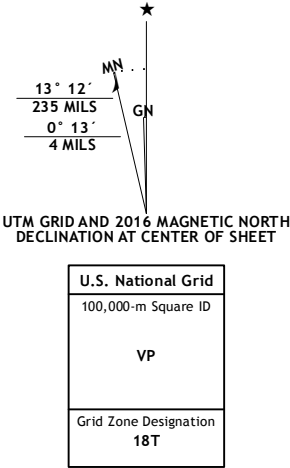 ★
MN
13° 12´
235 MILS
GN
0° 13´
4 MILS
UTM GRID AND 2016 MAGNETIC NORTH
DECLINATION AT CENTER OF SHEET
U.S. National Grid
100,000-m Square ID
VP
Grid Zone Designation
18T